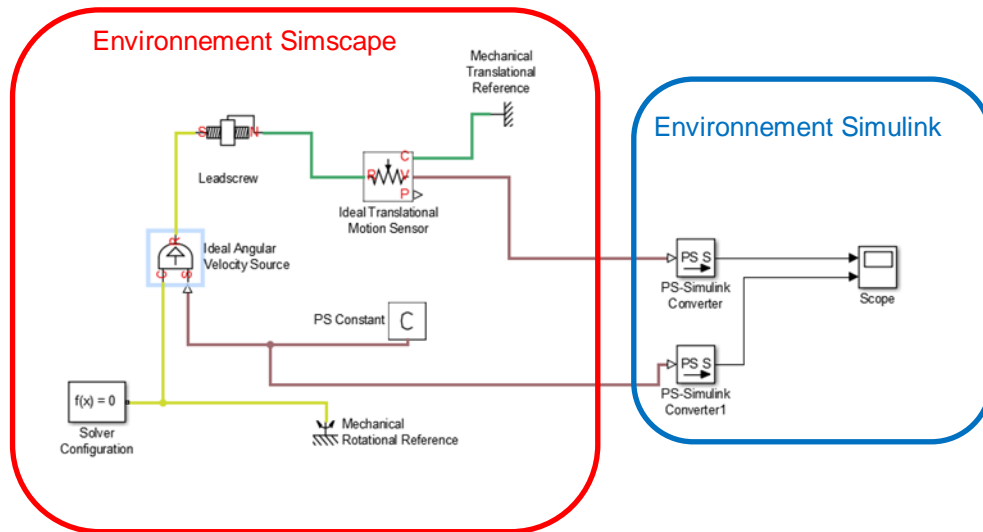 Environnement Simscape
Mechanical
Translational
Reference
Environnement Simulink
S
N
Leadscrew
C
R
V
P
Ideal Translational
Motion Sensor
R
C
S
Ideal Angular
Velocity Source
PS S
PS-Simulink
Converter
Scope
PS Constant
C
PS S
PS-Simulink
Converter1
f(x) = 0
Solver
Configuration
Mechanical
Rotational Reference